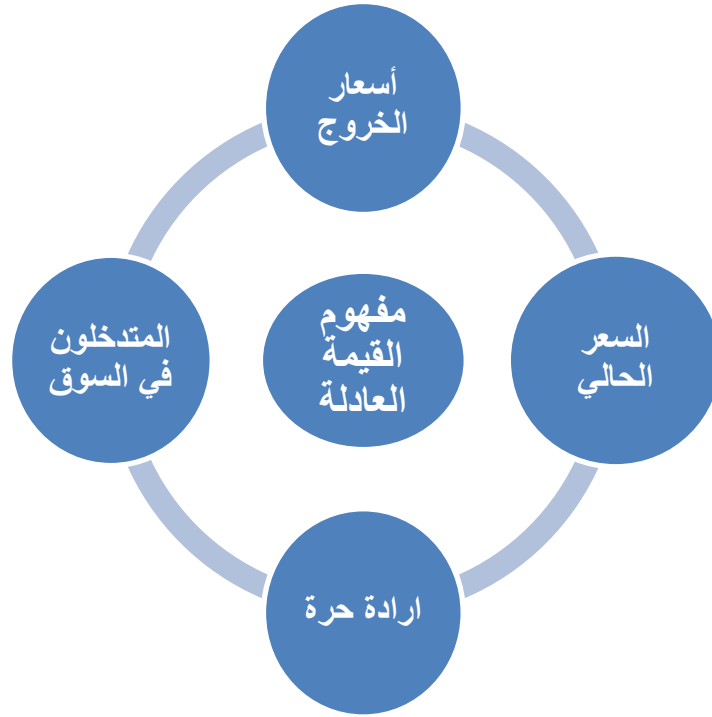 أسعار
الخروج
السعر
الحالي
مفهوم
القيمة
العادلة
المتدخلون
في السوق
ارادة حرة